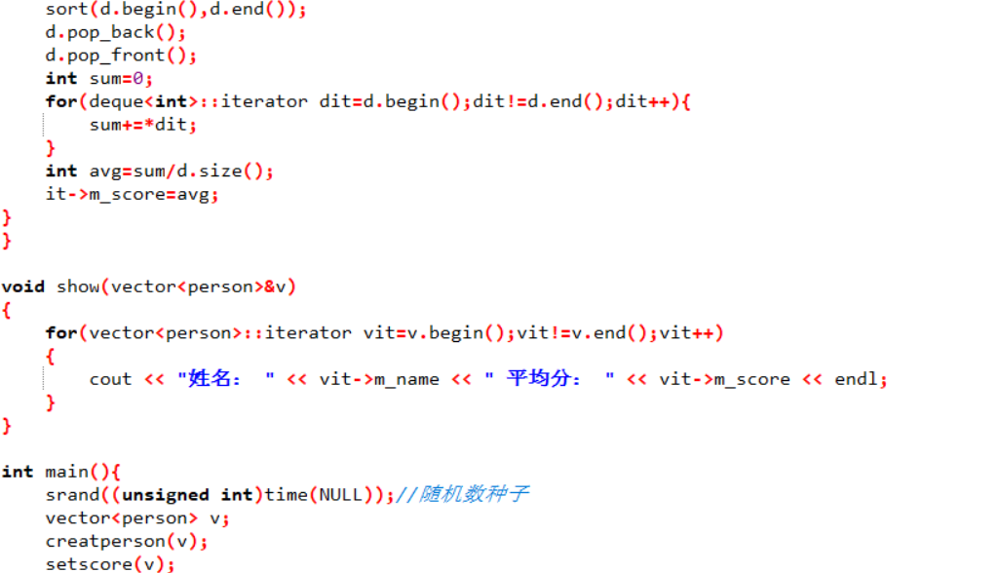 sort(d.begin(),d.end());
    d.pop_back();
    d.pop_front();
    int sum=0;
    for(deque<int>::iterator dit=d.begin();dit!=d.end();dit++){
        sum+=*dit;
    }
    int avg=sum/d.size();
    it->m_score=avg;
}
}

void show(vector<person>&v)
{
    for(vector<person>::iterator vit=v.begin();vit!=v.end();vit++)
    {
        cout << "姓名： " << vit->m_name << " 平均分： " << vit->m_score << endl;
    }
}

int main(){
    srand((unsigned int)time(NULL));//随机数种子
    vector<person> v;
    creatperson(v);
    setscore(v);